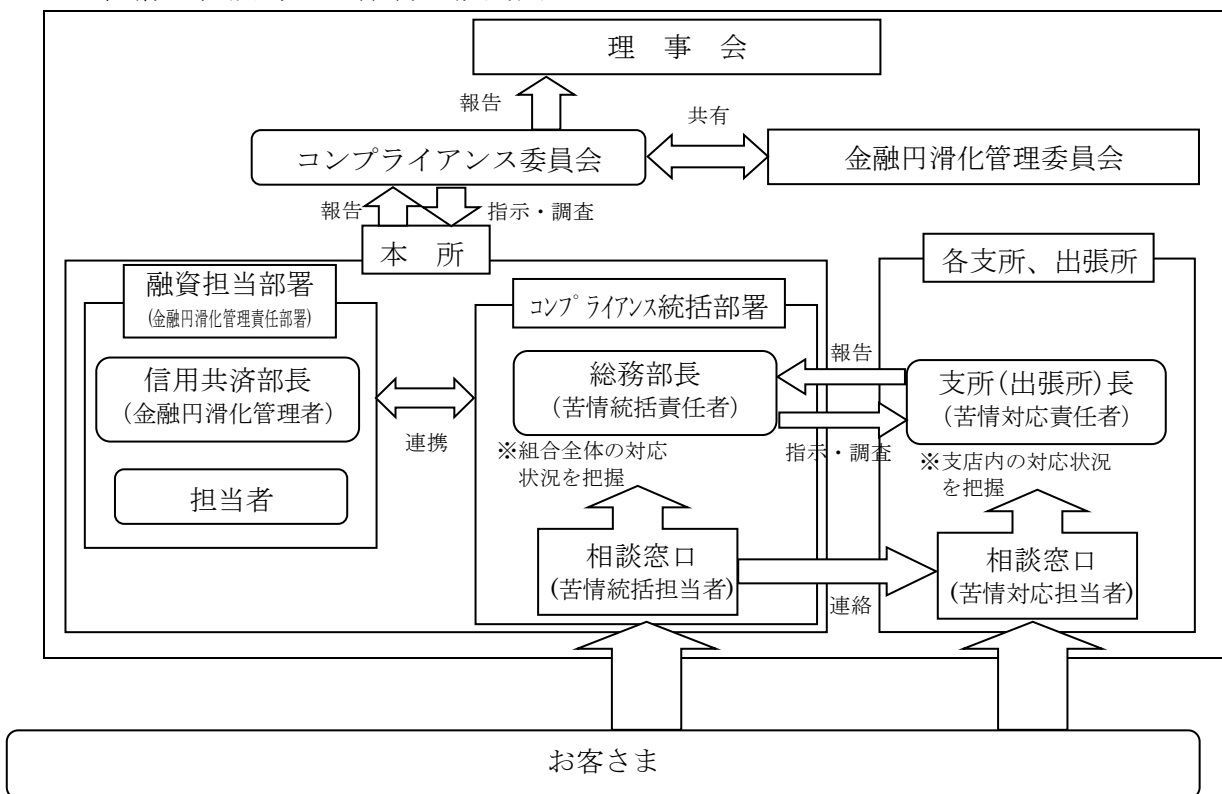 理　事　会
報告
共有
コンプライアンス委員会
金融円滑化管理委員会
報告
指示・調査
本　所
各支所、出張所
融資担当部署
(金融円滑化管理責任部署)
ｺﾝﾌﾟﾗｲｱﾝｽ統括部署
信用共済部長
(金融円滑化管理者)
連携
総務部長
(苦情統括責任者)
報告
指示・調査
支所(出張所)長
(苦情対応責任者)
※組合全体の対応
状況を把握
※支店内の対応状況
を把握
担当者
相談窓口
(苦情統括担当者)
連絡
相談窓口
(苦情対応担当者)
お客さま